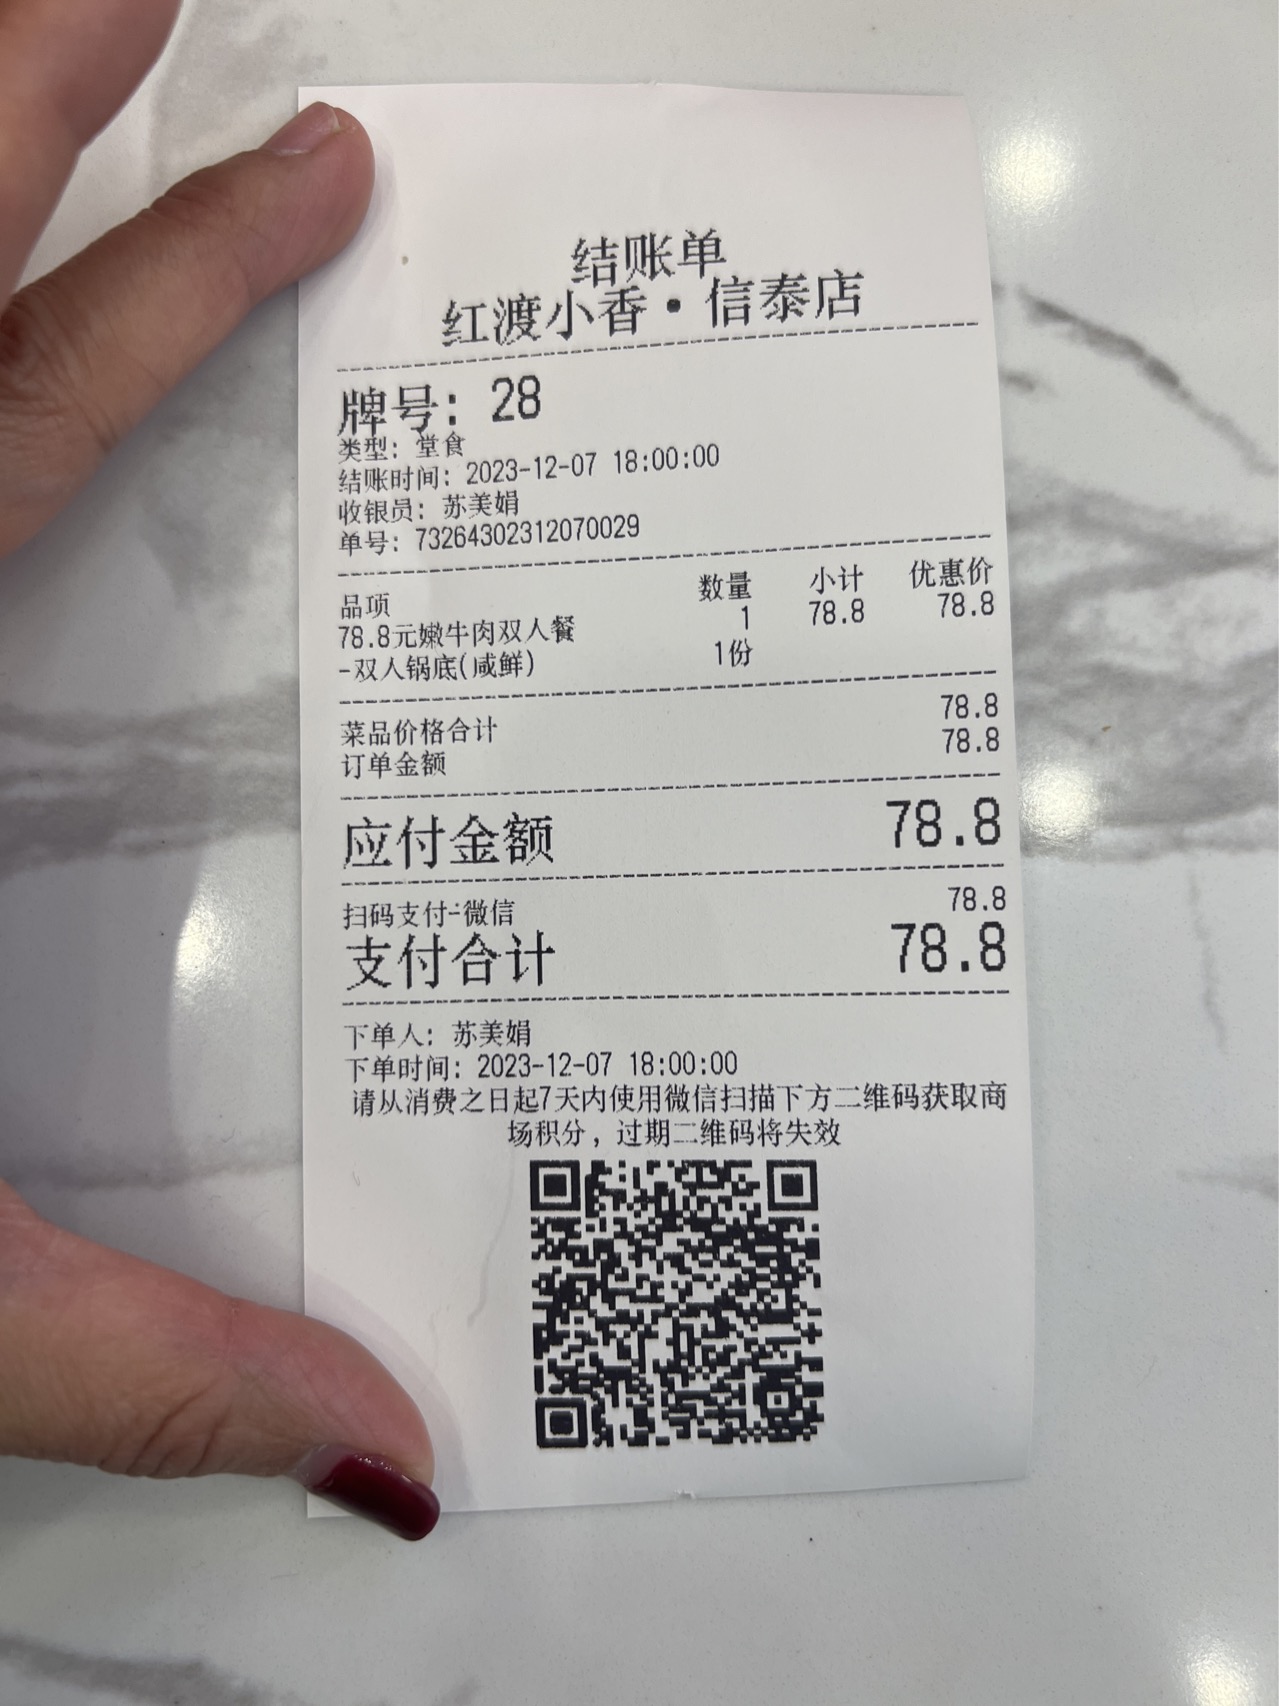 结账单
红渡小香·信泰店
牌号: 28
类型: 堂食
结账时间: 2023-12-07 18:00:00
收银员: 苏美娟
单号: 73264302312070029
品项 数量 小计 优惠价
78.8元嫩牛肉双人餐 1 78.8 78.8
-双人锅底(咸鲜) 1份
菜品价格合计 78.8
订单金额 78.8
应付金额 78.8
扫码支付-微信 78.8
支付合计 78.8
下单人: 苏美娟
下单时间: 2023-12-07 18:00:00
请从消费之日起7天内使用微信扫描下方二维码获取商
场积分, 过期二维码将失效